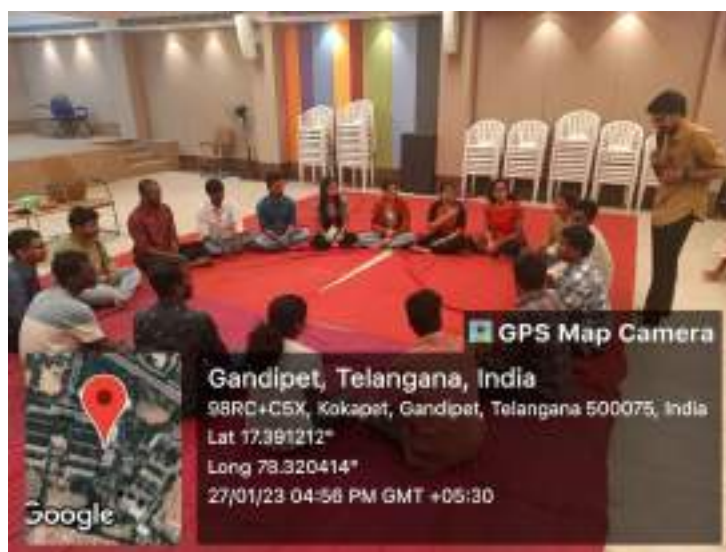 GPS Map Camera
Gandipet, Telangana, India
98RC+C5X, Kokapet, Gandipet, Telangana 500075, India
Lat 17.391212°
Long 78.320414°
27/01/23 04:56 PM GMT +05:30
Google